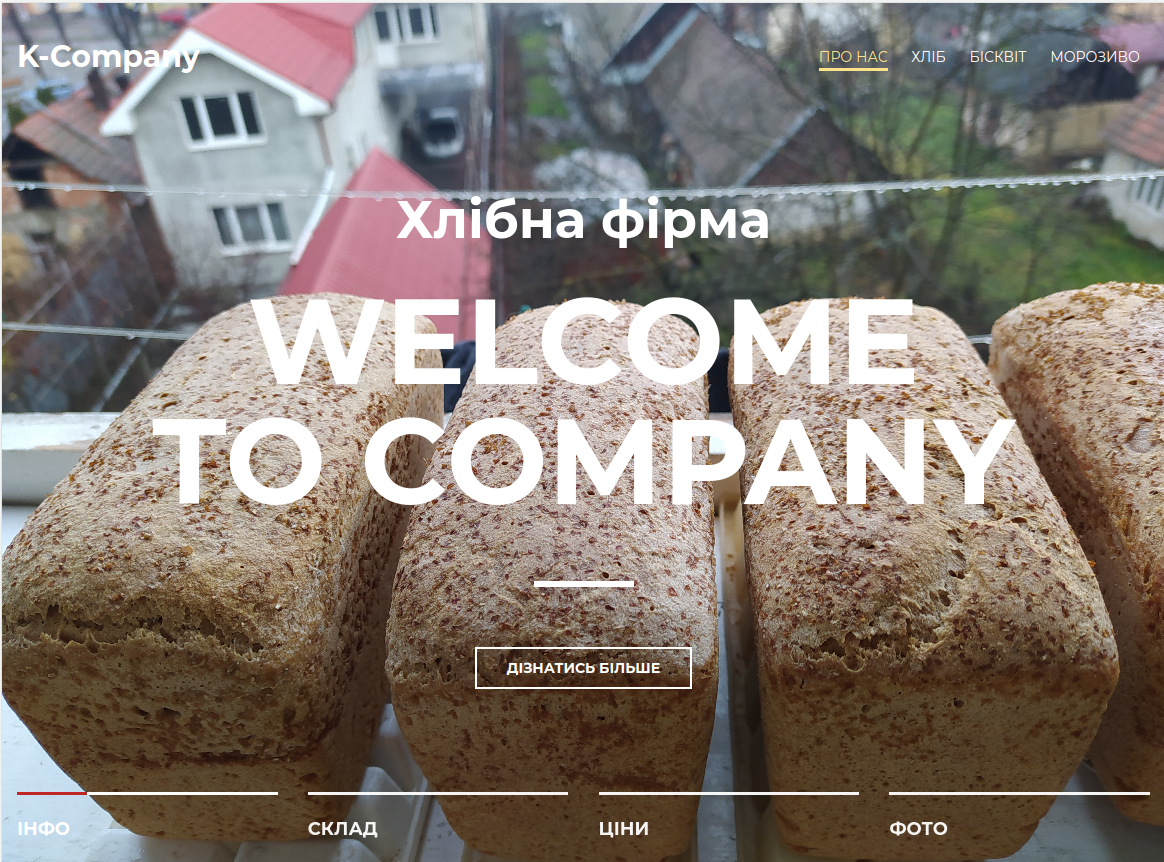 K-Company
ПРО НАС ХЛІБ БІСКВІТ МОРОЗИВО
Хлібна фірма
WELCOME
TO COMPANY
ДІЗНАТИСЬ БІЛЬШЕ
ІНФО СКЛАД ЦІНИ ФОТО